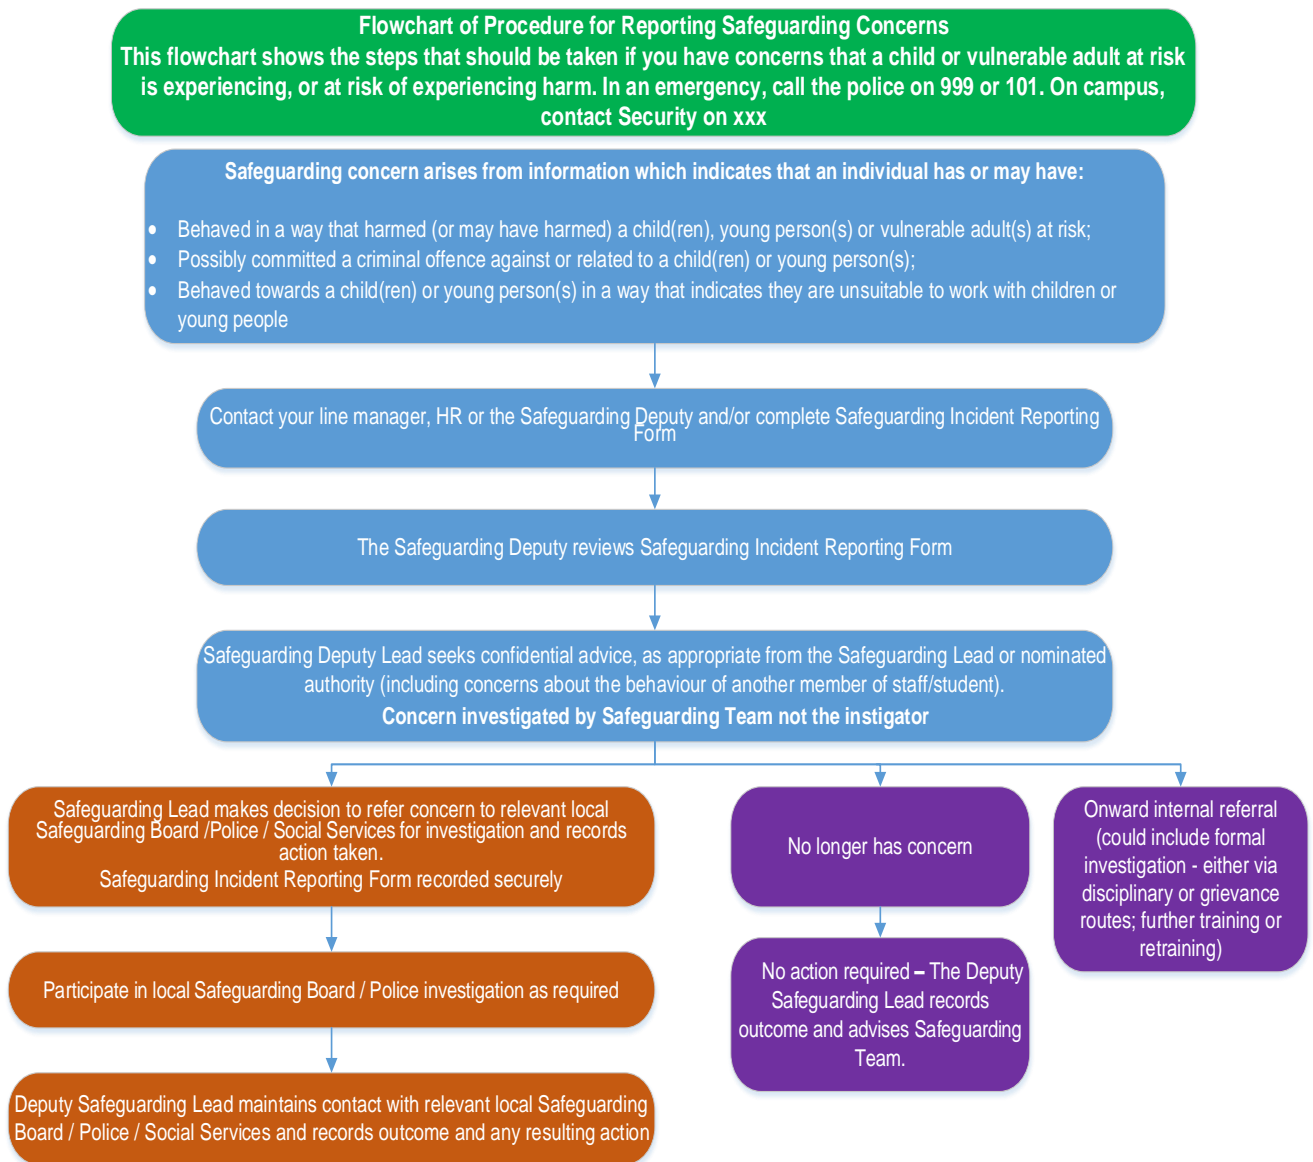 Flowchart of Procedure for Reporting Safeguarding Concerns
This flowchart shows the steps that should be taken if you have concerns that a child or vulnerable adult at risk
is experiencing, or at risk of experiencing harm. In an emergency, call the police on 999 or 101. On campus,
contact Security on xxx
Safeguarding concern arises from information which indicates that an individual has or may have:
• Behaved in a way that harmed (or may have harmed) a child(ren), young person(s) or vulnerable adult(s) at risk;
• Possibly committed a criminal offence against or related to a child(ren) or young person(s);
• Behaved towards a child(ren) or young person(s) in a way that indicates they are unsuitable to work with children or
young people
Contact your line manager, HR or the Safeguarding Deputy and/or complete Safeguarding Incident Reporting
Form
The Safeguarding Deputy reviews Safeguarding Incident Reporting Form
Safeguarding Deputy Lead seeks confidential advice, as appropriate from the Safeguarding Lead or nominated
authority (including concerns about the behaviour of another member of staff/student).
Concern investigated by Safeguarding Team not the instigator
Safeguarding Lead makes decision to refer concern to relevant local
Safeguarding Board /Police / Social Services for investigation and records
action taken.
Safeguarding Incident Reporting Form recorded securely
Participate in local Safeguarding Board / Police investigation as required
Deputy Safeguarding Lead maintains contact with relevant local Safeguarding
Board / Police / Social Services and records outcome and any resulting action
No longer has concern
No action required – The Deputy
Safeguarding Lead records
outcome and advises Safeguarding
Team.
Onward internal referral
(could include formal
investigation - either via
disciplinary or grievance
routes; further training or
retraining)